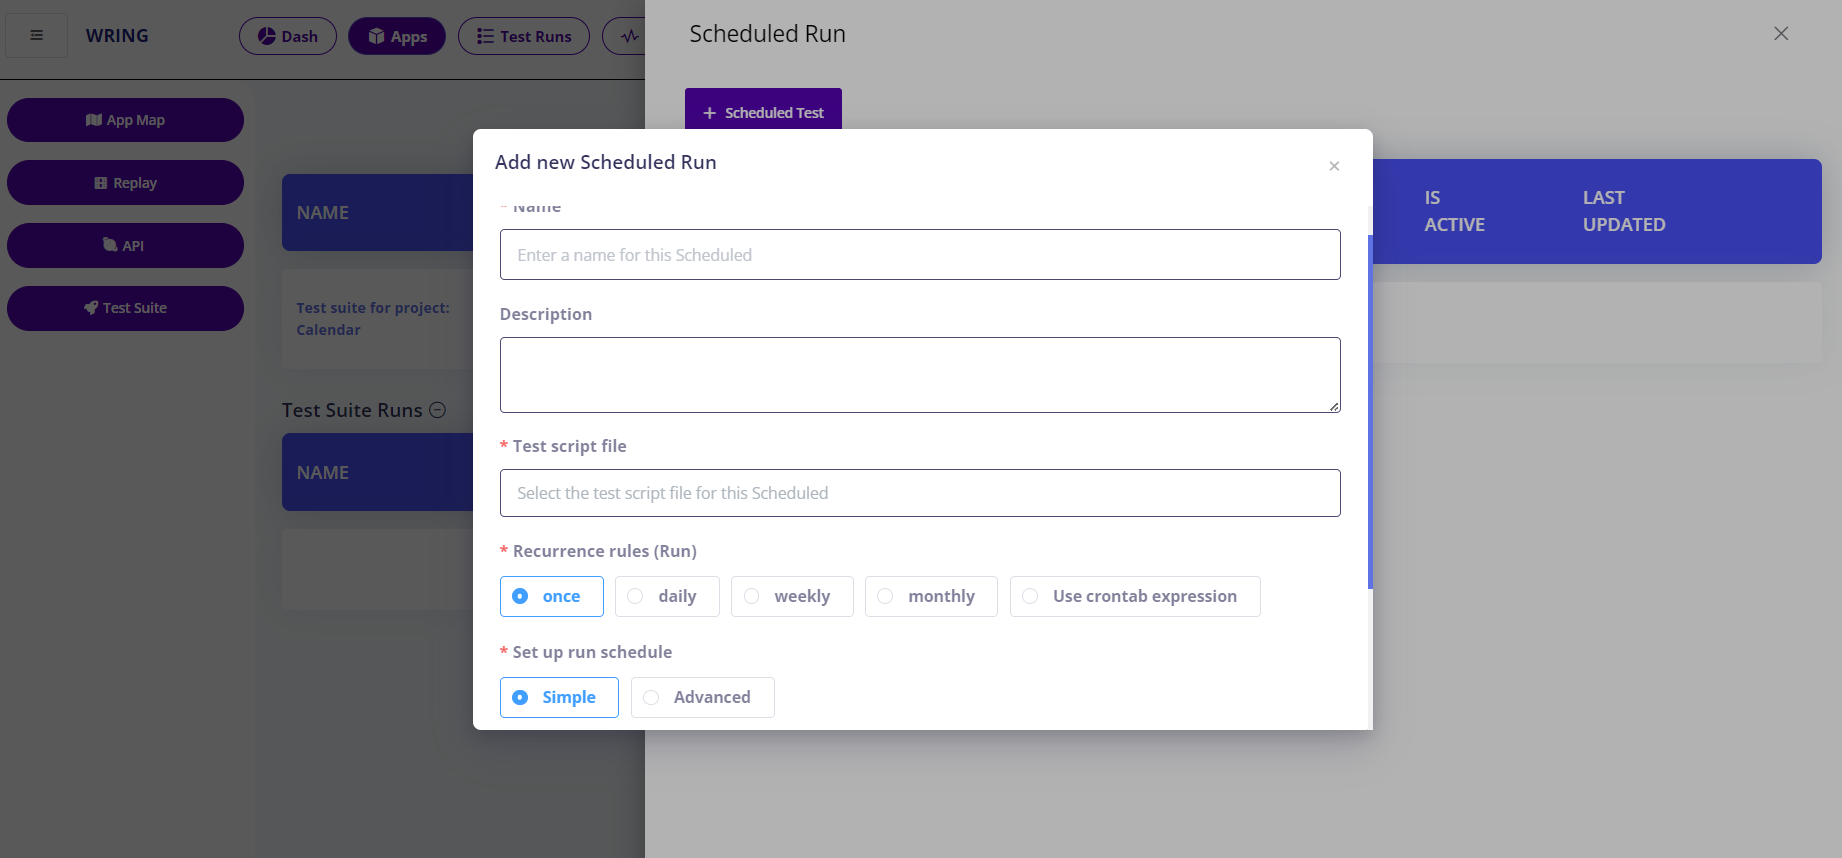 WRING
Dash
Apps
Test Runs
Scheduled Run
App Map
Replay
API
Test Suite
NAME
Test suite for project:
Calendar
Test Suite Runs
NAME
+ Scheduled Test
IS
ACTIVE
LAST
UPDATED
Add new Scheduled Run
×
* Name
Enter a name for this Scheduled
Description
* Test script file
Select the test script file for this Scheduled
* Recurrence rules (Run)
once daily weekly monthly Use crontab expression
* Set up run schedule
Simple Advanced